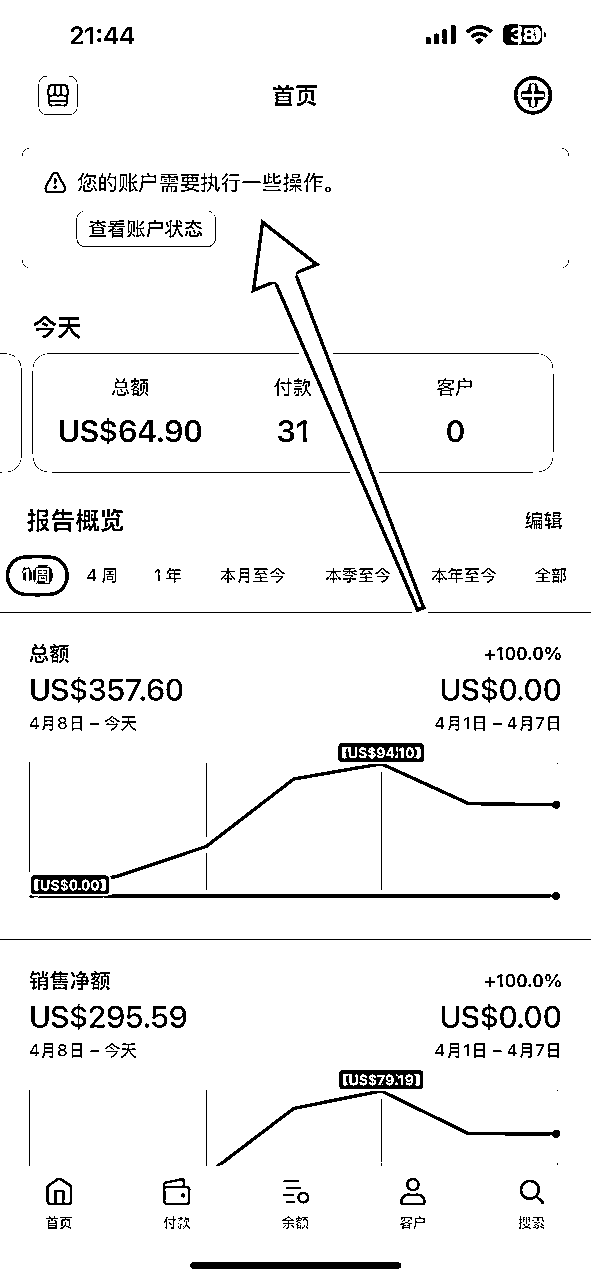 21:44
38
首页
您的账户需要执行一些操作。
查看账户状态
今天
总额 付款 客户
US$64.90 31 0
报告概览 编辑
1周 4 周 1 年 本月至今 本季至今 本年至今 全部
总额 +100.0%
US$357.60 US$0.00
4月8日 – 今天 4月1日 – 4月7日
US$94.10
US$0.00
销售净额 +100.0%
US$295.59 US$0.00
4月8日 – 今天 4月1日 – 4月7日
US$79.19
首页 付款 余额 客户 搜索